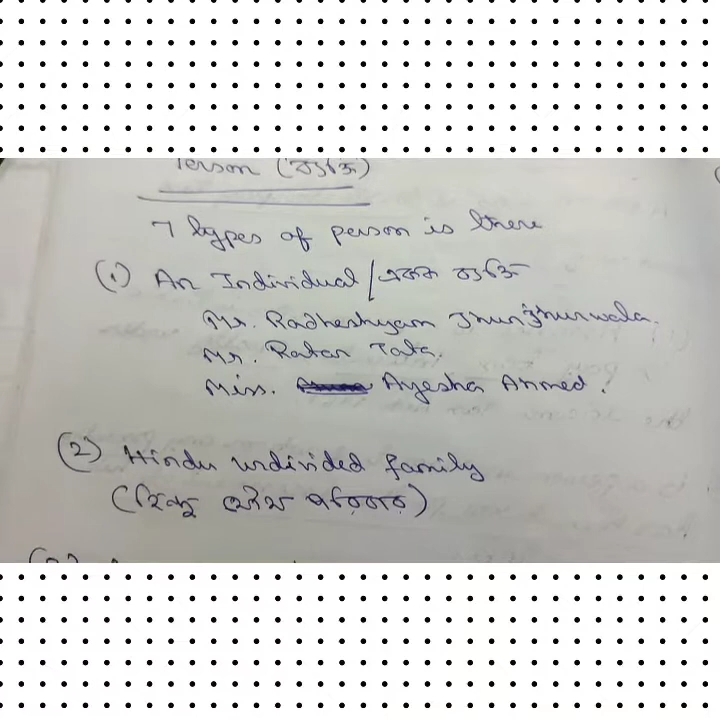 Person (ব্যক্তি)
7 types of person is there
(1) An Individual / একক ব্যক্তি
Mr. Radheshyam Jhunjhunwala.
Mr. Ratan Tata.
Miss. Ayesha Ahmed.
(2) Hindu undivided family
(হিন্দু যৌথ পরিবার)